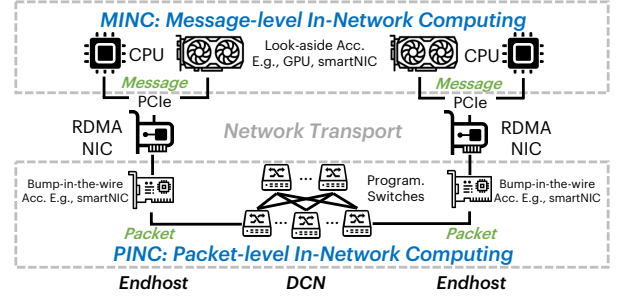 MINC: Message-level In-Network Computing
CPU
Look-aside Acc.
E.g., GPU, smartNIC
CPU
Message
Message
PCIe
PCIe
RDMA
NIC
Network Transport
RDMA
NIC
Bump-in-the-wire
Acc. E.g., smartNIC
...
Program.
Switches
Bump-in-the-wire
Acc. E.g., smartNIC
Packet
... ...
Packet
PINC: Packet-level In-Network Computing
Endhost
DCN
Endhost